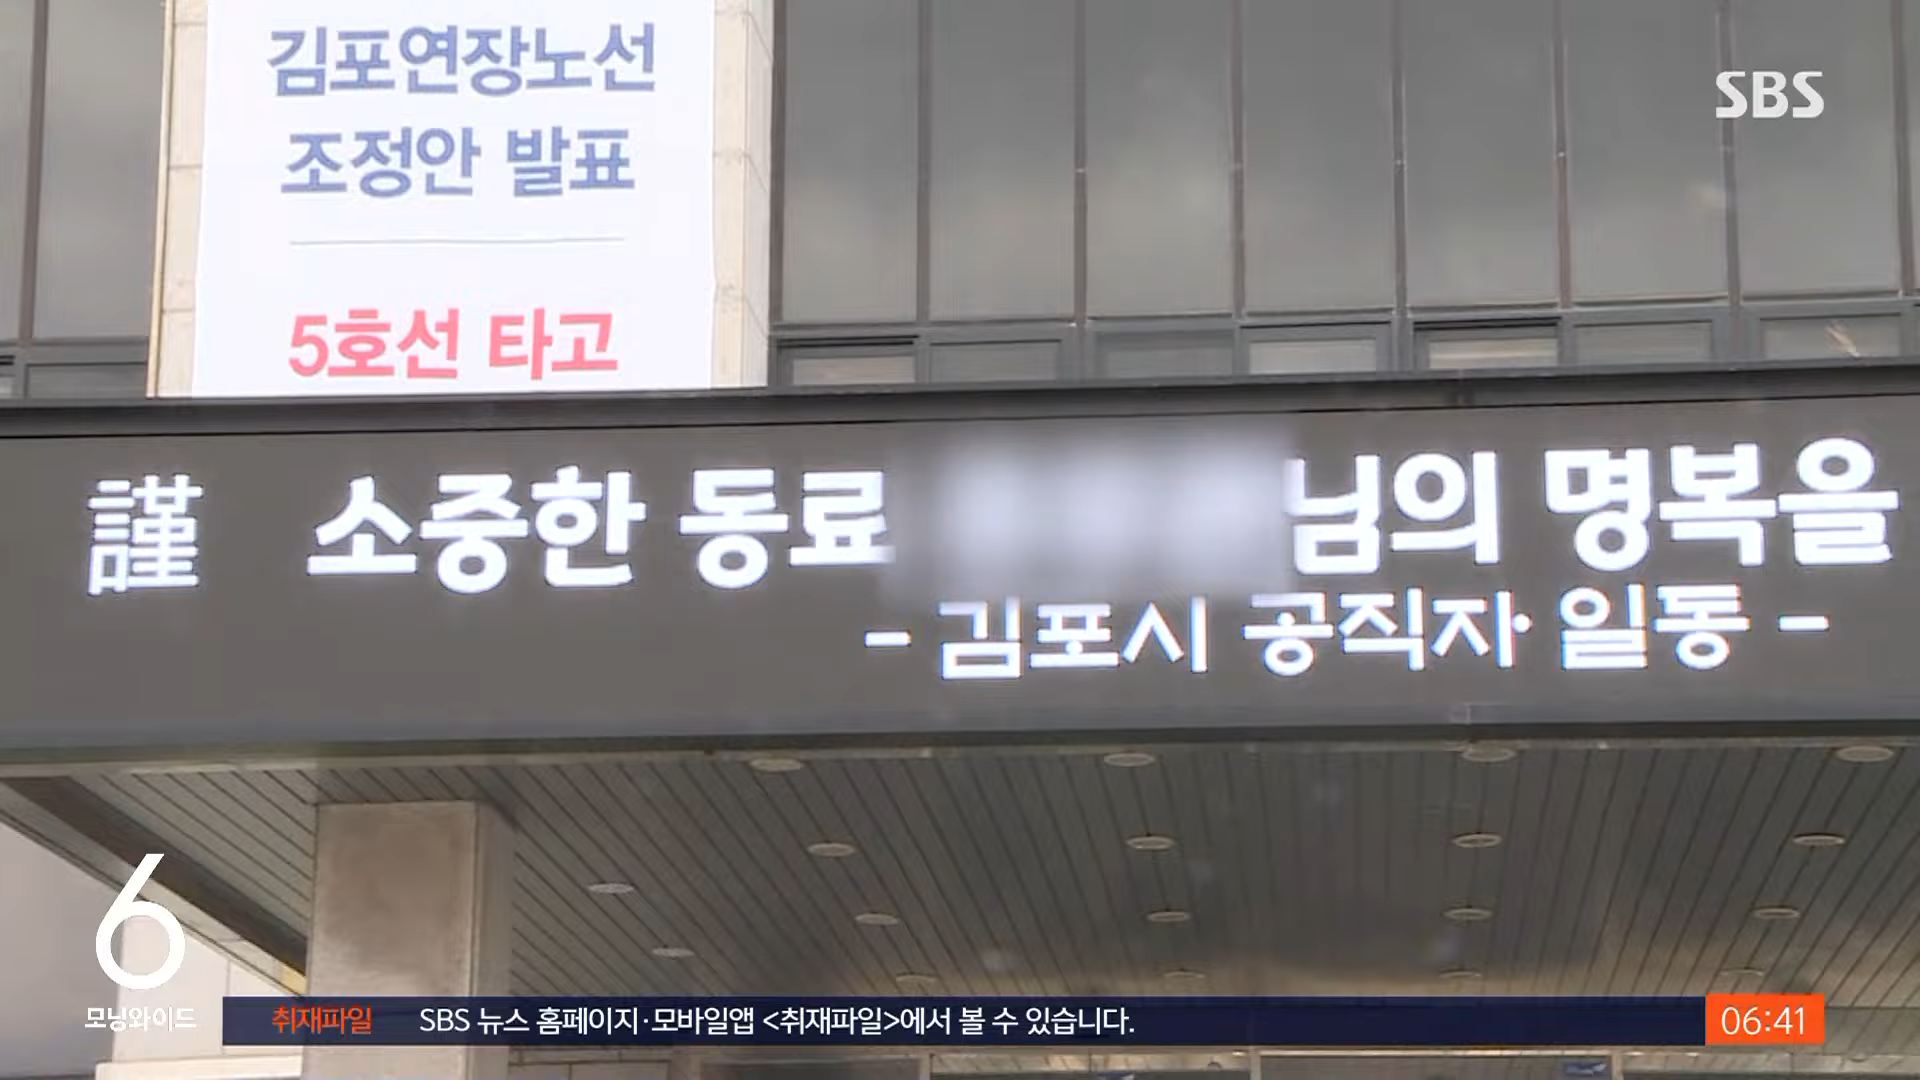 김포연장노선
조정안 발표
5호선 타고
SBS
謹 소중한 동료 님의 명복을
- 김포시 공직자 일동 -
6
모닝와이드
취재파일 SBS 뉴스 홈페이지·모바일앱 <취재파일>에서 볼 수 있습니다.
06:41